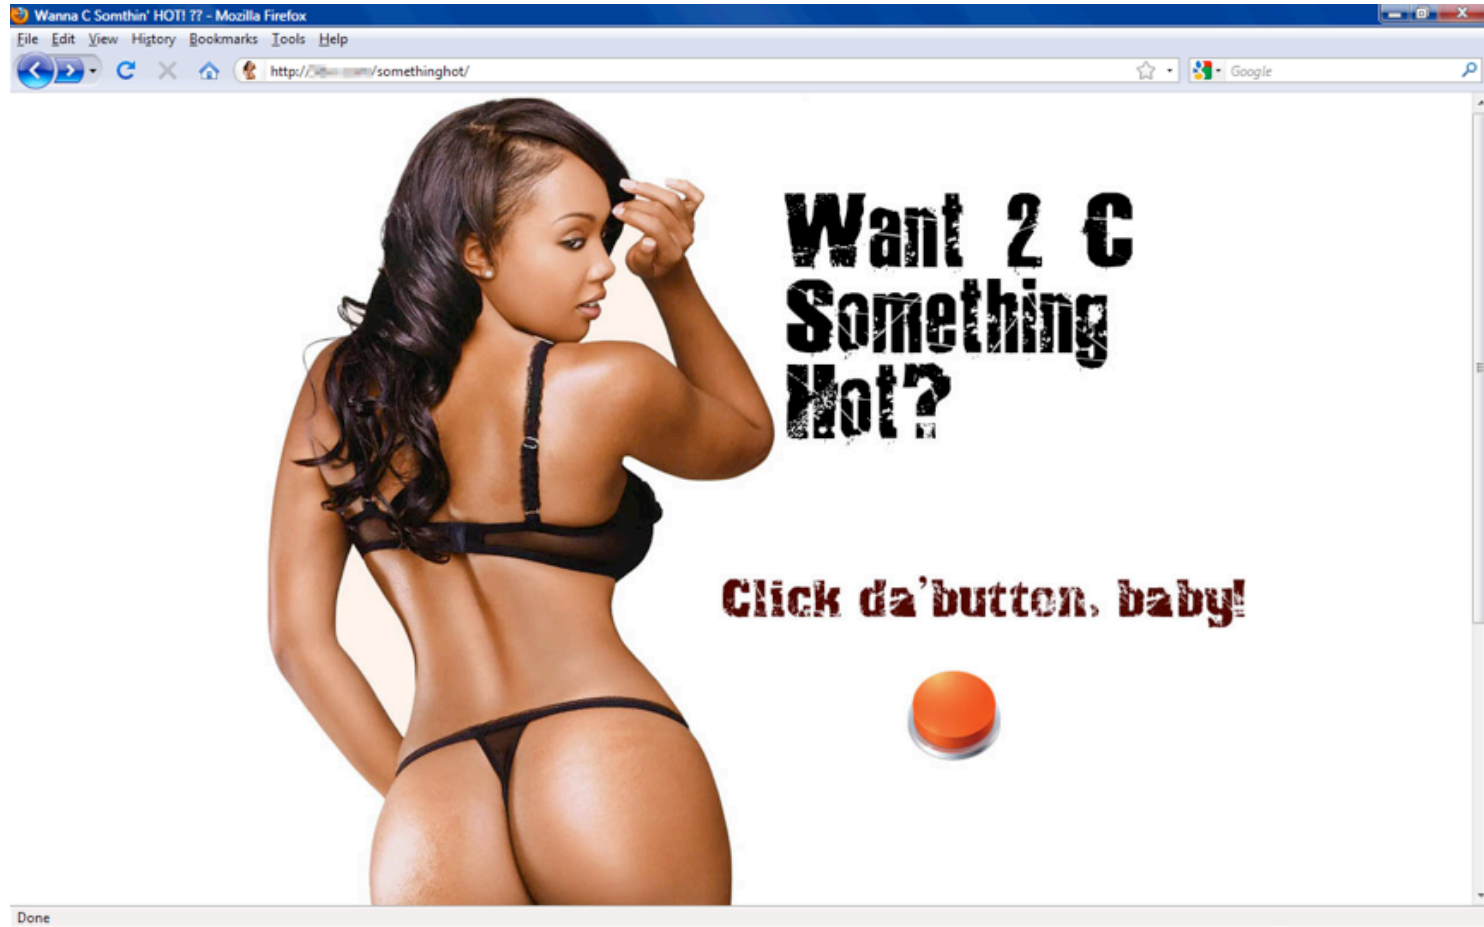 Wanna C Somthin' HOT! ?? - Mozilla Firefox
File Edit View History Bookmarks Tools Help
http:// /somethinghot/
Google
Want 2 C
Something
Hot?
Click da'button, baby!
Done